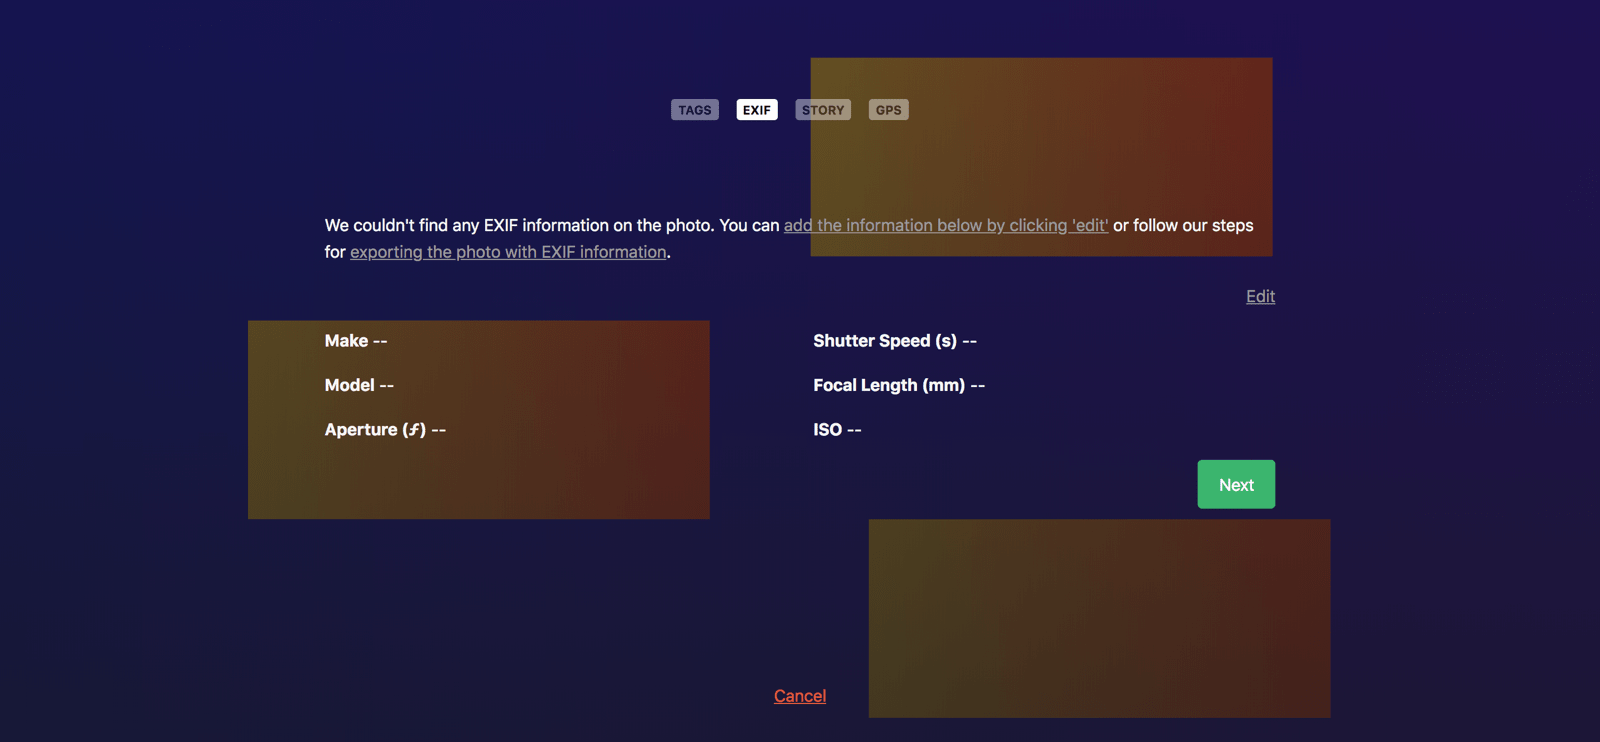 TAGS EXIF STORY GPS
We couldn't find any EXIF information on the photo. You can add the information below by clicking 'edit' or follow our steps
for exporting the photo with EXIF information.
Edit
Make --
Shutter Speed (s) --
Model --
Focal Length (mm) --
Aperture (ƒ) --
ISO --
Next
Cancel